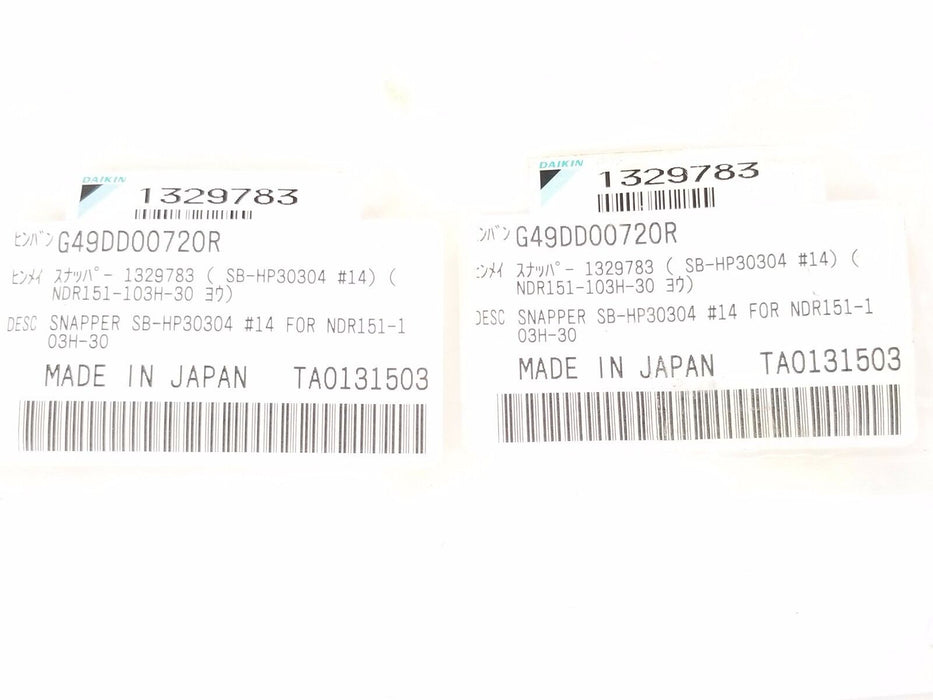 DAIKIN
1329783
ﾋﾝﾊﾞﾝ G49DD00720R
ﾋﾝﾒｲ ｽﾅｯﾊﾟｰ 1329783 ( SB-HP30304 #14) (
NDR151-103H-30 ﾖｳ)
DESC SNAPPER SB-HP30304 #14 FOR NDR151-1
03H-30
MADE IN JAPAN TA0131503
DAIKIN
1329783
ﾋﾝﾊﾞﾝ G49DD00720R
ﾋﾝﾒｲ ｽﾅｯﾊﾟｰ 1329783 ( SB-HP30304 #14) (
NDR151-103H-30 ﾖｳ)
DESC SNAPPER SB-HP30304 #14 FOR NDR151-1
03H-30
MADE IN JAPAN TA0131503